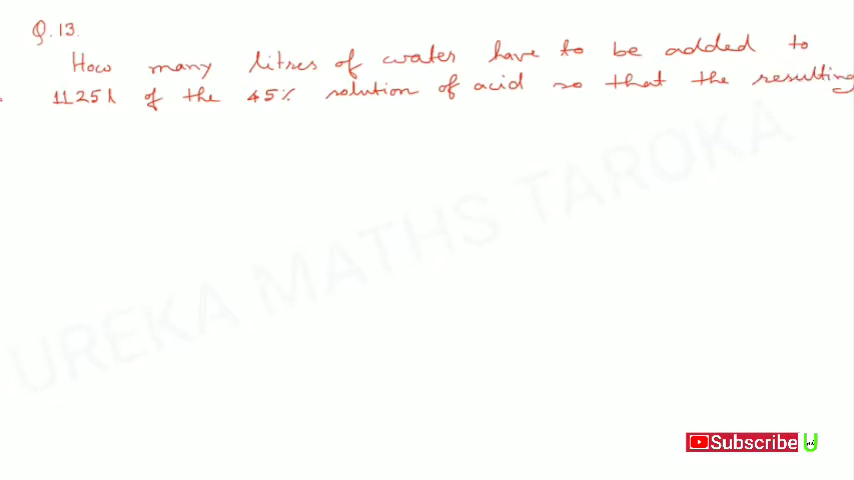 Q.13.
How many litres of water have to be added to
1125l of the 45% solution of acid so that the resulting
UREKA MATHS TAROKA
Subscribe